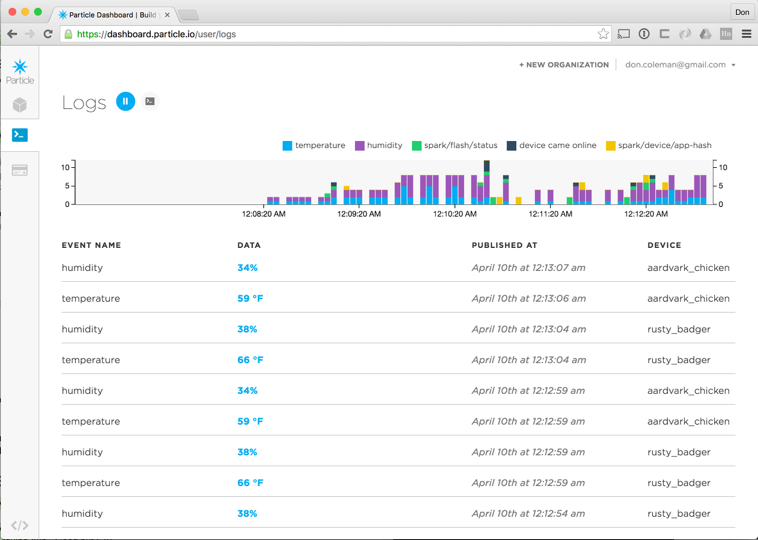 Particle Dashboard | Build
Don
https://dashboard.particle.io/user/logs
+ NEW ORGANIZATION
don.coleman@gmail.com
Particle
Logs
temperature humidity spark/flash/status device came online spark/device/app-hash
10 10
5 5
0 0
12:08:20 AM 12:09:20 AM 12:10:20 AM 12:11:20 AM 12:12:20 AM
EVENT NAME DATA PUBLISHED AT DEVICE
humidity 34% April 10th at 12:13:07 am aardvark_chicken
temperature 59 °F April 10th at 12:13:06 am aardvark_chicken
humidity 38% April 10th at 12:13:04 am rusty_badger
temperature 66 °F April 10th at 12:13:04 am rusty_badger
humidity 34% April 10th at 12:12:59 am aardvark_chicken
temperature 59 °F April 10th at 12:12:59 am aardvark_chicken
humidity 38% April 10th at 12:12:59 am rusty_badger
temperature 66 °F April 10th at 12:12:59 am rusty_badger
humidity 38% April 10th at 12:12:54 am rusty_badger